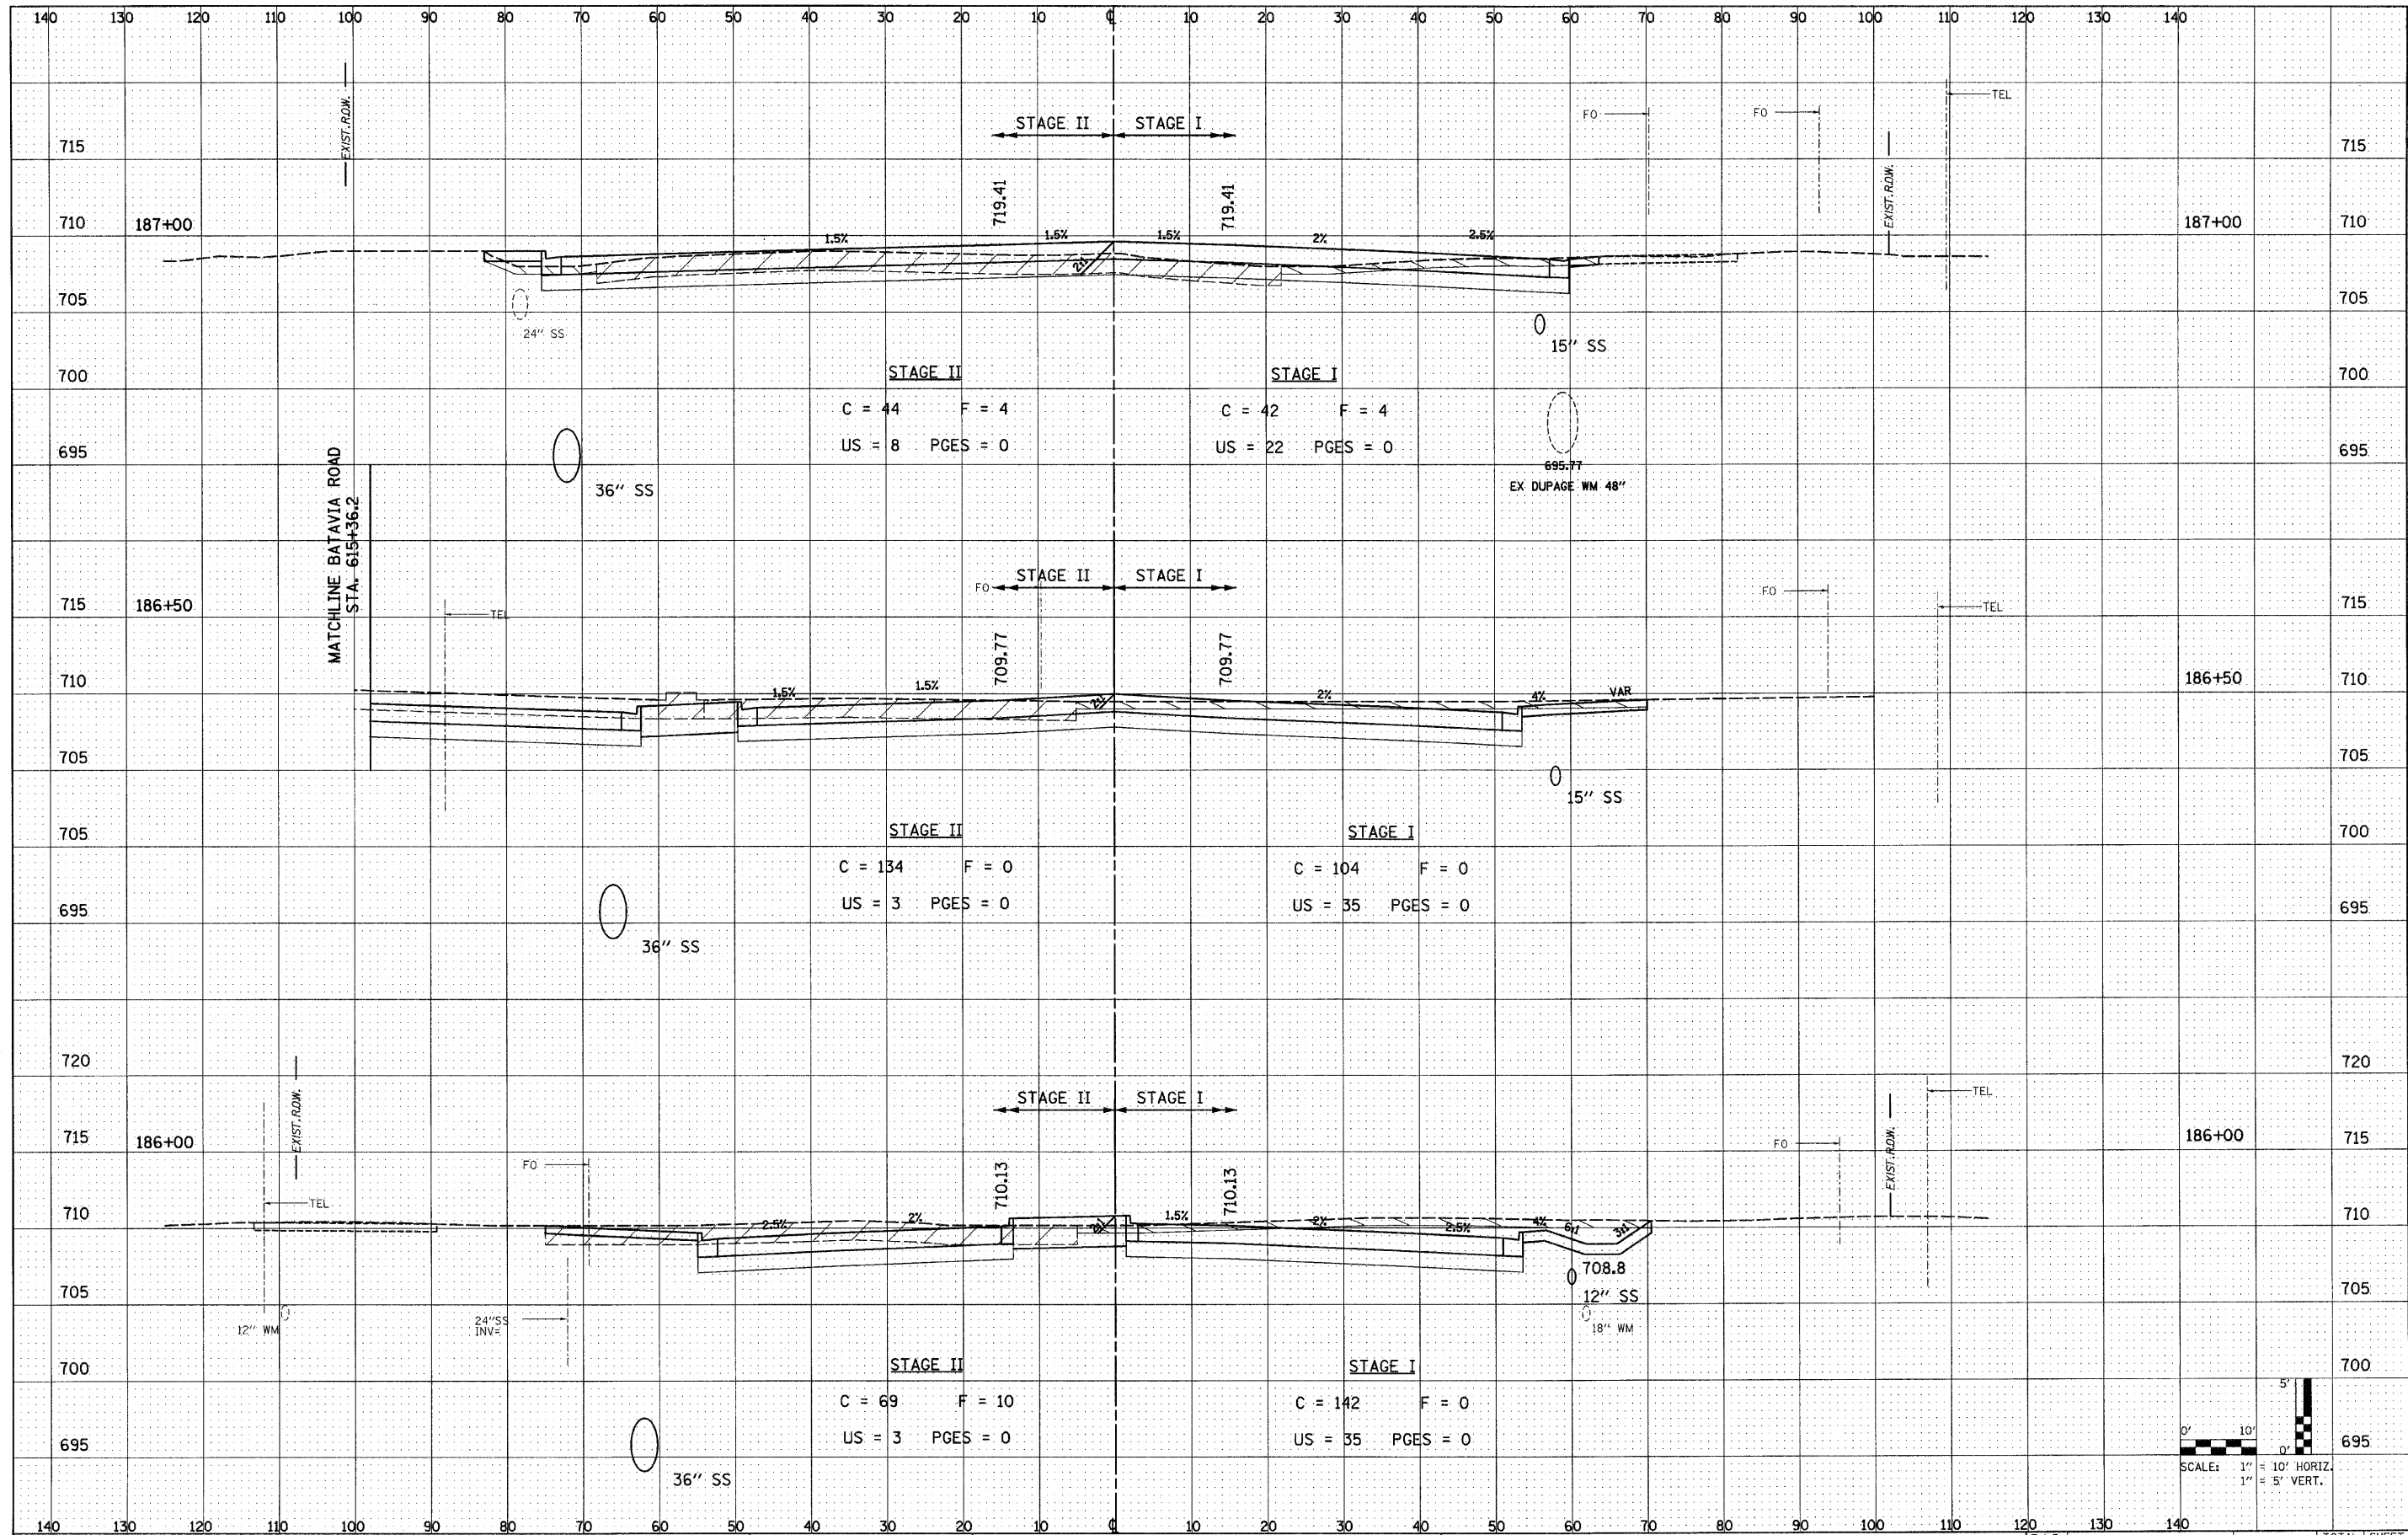 140 130 120 110 100 90 80 70 60 50 40 30 20 10 ℄ 10 20 30 40 50 60 70 80 90 100 110 120 130 140
EXIST. R.O.W.
FO
FO
TEL
STAGE II STAGE I
EXIST. R.O.W.
715 715
719.41 719.41
710 187+00 187+00 710
1.5% 1.5% 1.5% 2% 2.5%
2:1
705 705
24" SS
15" SS
700 STAGE II STAGE I 700
C = 44 F = 4 C = 42 F = 4
US = 8 PGES = 0 US = 22 PGES = 0
695 695
695.77
36" SS
EX DUPAGE WM 48"
MATCHLINE BATAVIA ROAD
STA. 615+36.2
FO
STAGE II STAGE I
FO
715 186+50 715
TEL
TEL
709.77 709.77
710 186+50 710
1.5% 1.5% 2% 4% VAR
2:1
705 705
15" SS
705 STAGE II STAGE I 700
C = 134 F = 0 C = 104 F = 0
US = 3 PGES = 0 US = 35 PGES = 0
695 695
36" SS
720 720
EXIST. R.O.W.
STAGE II STAGE I
TEL
EXIST. R.O.W.
715 186+00 186+00 715
FO
FO
710.13 710.13
TEL
710 710
2.5% 2% 1.5% 2% 2.5% 4% 6:1 3:1
2:1
708.8
705 705
12" SS
12" WM
24"SS
INV=
18" WM
700 STAGE II STAGE I 700
C = 69 F = 10 C = 142 F = 0
US = 3 PGES = 0 US = 35 PGES = 0
695 695
36" SS
5'
0' 10'
0'
SCALE: 1" = 10' HORIZ.
1" = 5' VERT.
140 130 120 110 100 90 80 70 60 50 40 30 20 10 ℄ 10 20 30 40 50 60 70 80 90 100 110 120 130 140